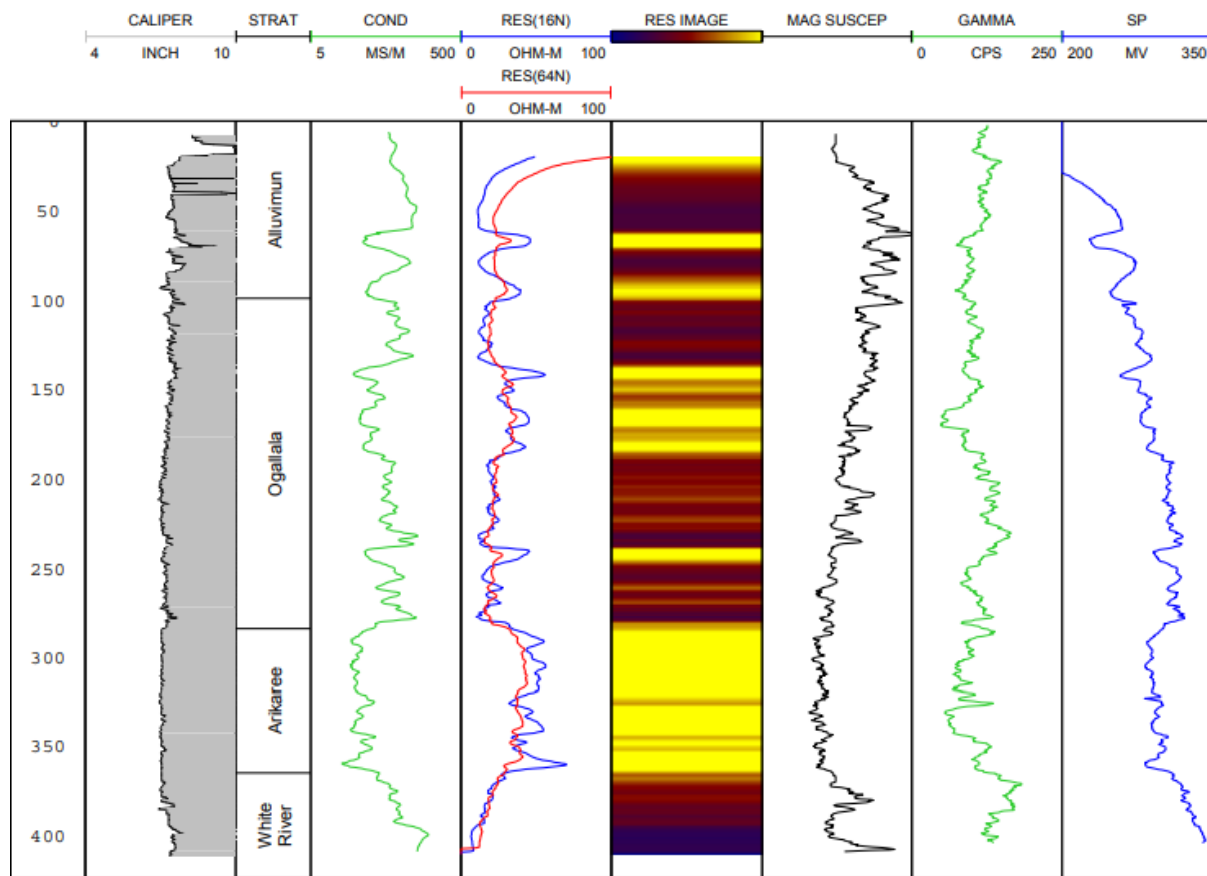 CALIPER STRAT COND RES(16N) RES IMAGE MAG SUSCEP GAMMA SP
4 INCH 10 5 MS/M 500 0 OHM-M 100 0 CPS 250 200 MV 350
RES(64N)
0 OHM-M 100
0
50
Alluvimun
100
150
200
Ogallala
250
300
Arikaree
350
400
White
River